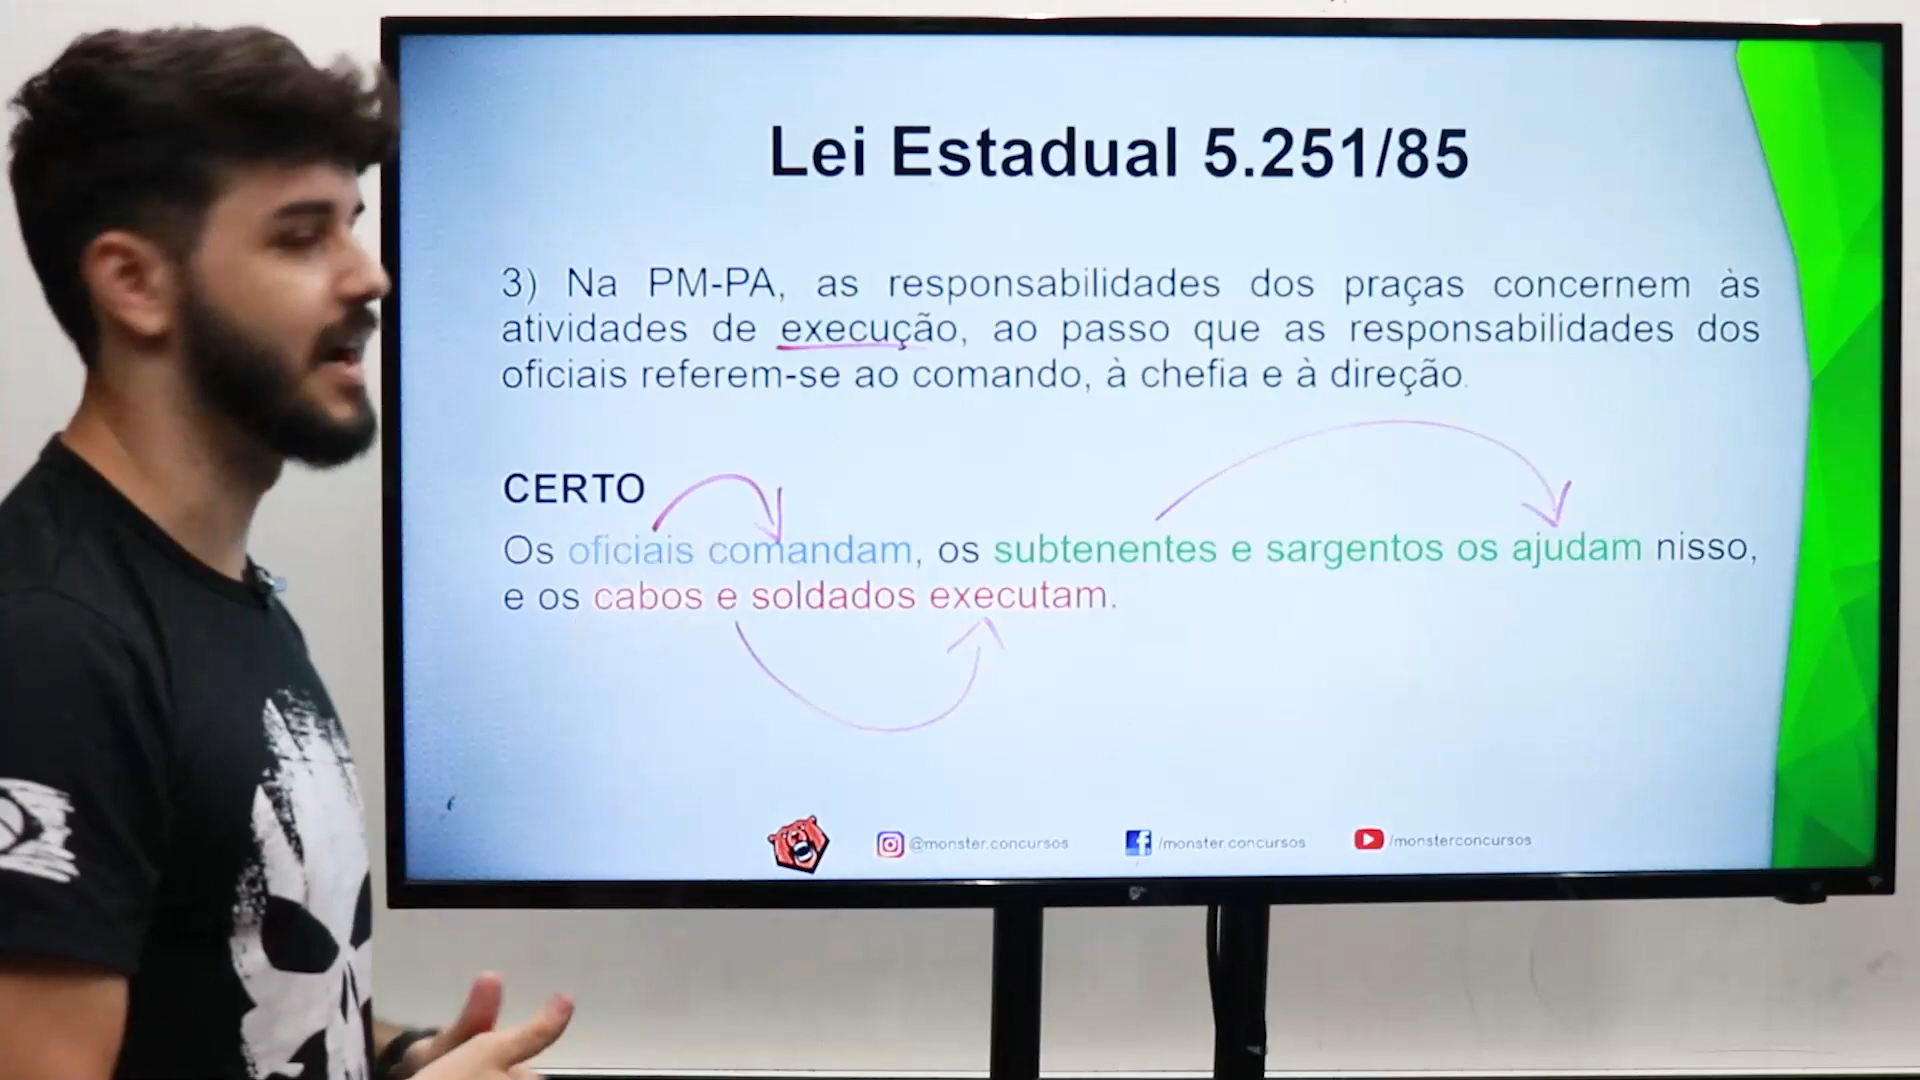 Lei Estadual 5.251/85
3) Na PM-PA, as responsabilidades dos praças concernem às
atividades de execução, ao passo que as responsabilidades dos
oficiais referem-se ao comando, à chefia e à direção.
CERTO
Os oficiais comandam, os subtenentes e sargentos os ajudam nisso,
e os cabos e soldados executam.
@monster.concursos /monster.concursos /monsterconcursos